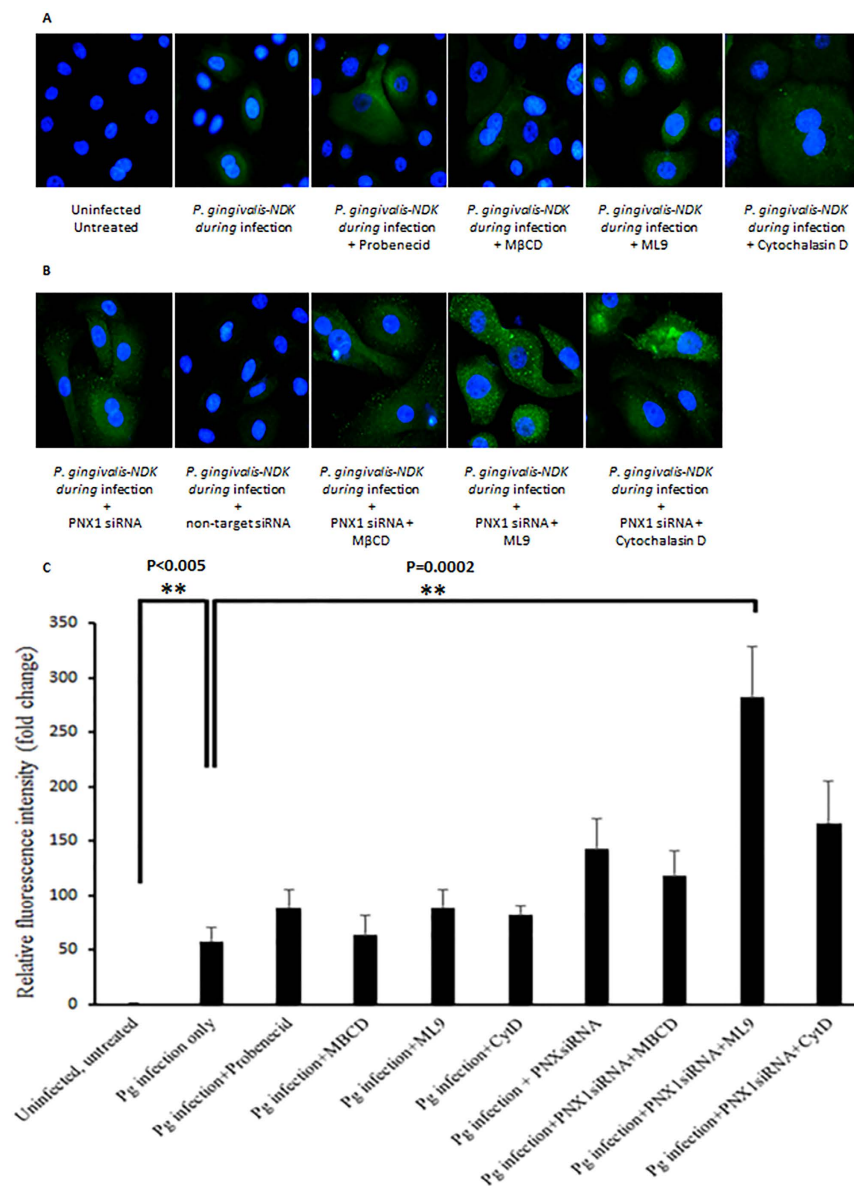 A
Uninfected
Untreated
P. gingivalis-NDK
during infection
P. gingivalis-NDK
during infection
+ Probenecid
P. gingivalis-NDK
during infection
+ MβCD
P. gingivalis-NDK
during infection
+ ML9
P. gingivalis-NDK
during infection
+ Cytochalasin D
B
P. gingivalis-NDK
during infection
+
PNX1 siRNA
P. gingivalis-NDK
during infection
+
non-target siRNA
P. gingivalis-NDK
during infection
+
PNX1 siRNA +
MβCD
P. gingivalis-NDK
during infection
+
PNX1 siRNA +
ML9
P. gingivalis-NDK
during infection
+
PNX1 siRNA +
Cytochalasin D
C
P<0.005
**
P=0.0002
**
Relative fluorescence intensity (fold change)
350
300
250
200
150
100
50
0
Uninfected, untreated
Pg infection only
Pg infection+Probenecid
Pg infection+MBCD
Pg infection+ML9
Pg infection+CytD
Pg infection + PNXsiRNA
Pg infection+PNX1siRNA+MBCD
Pg infection+PNX1siRNA+ML9
Pg infection+PNX1siRNA+CytD